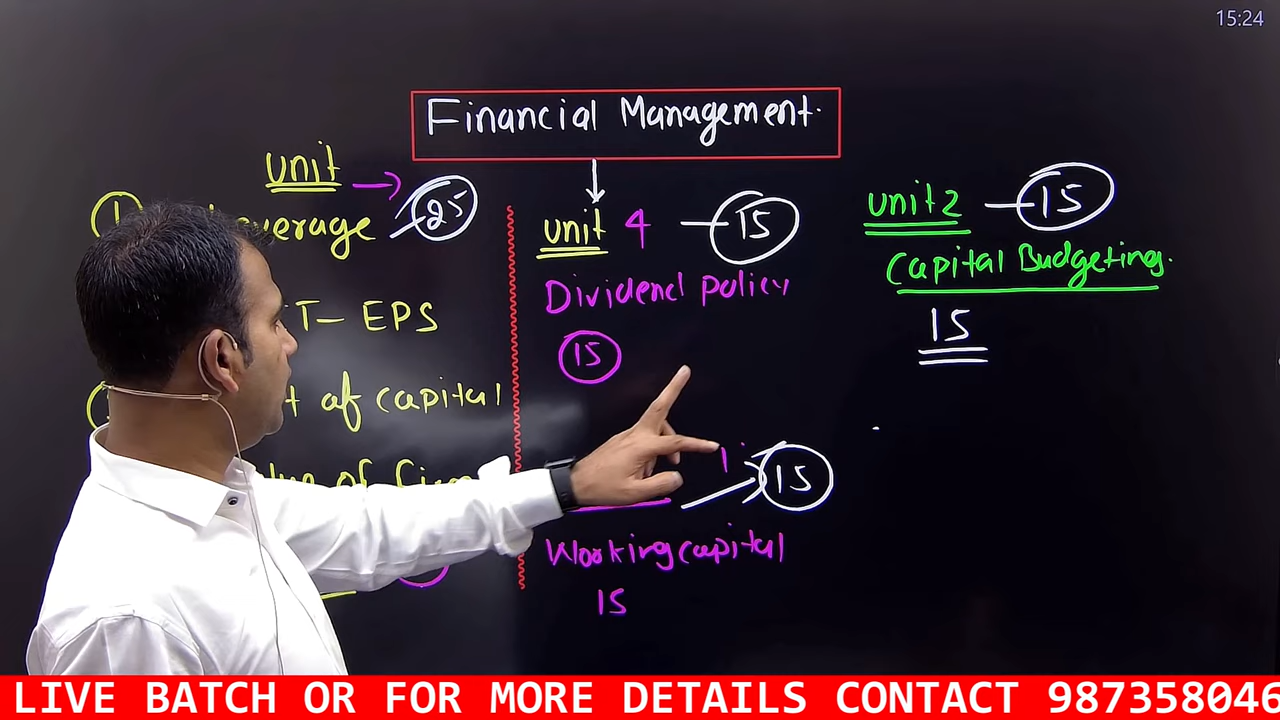 15:24
Financial Management.
unit
25
EPS
of capital
unit 4 15
Dividend policy
15
15
Working capital
15
unit 2 15
Capital Budgeting.
15
LIVE BATCH OR FOR MORE DETAILS CONTACT 987358046